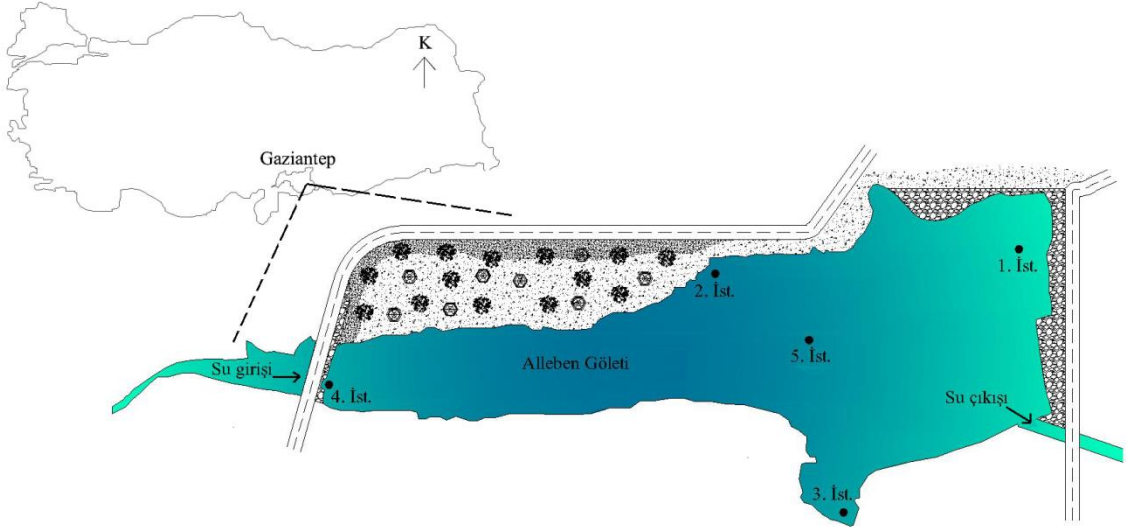 K
Gaziantep
1. İst.
2. İst.
5. İst.
Alleben Göleti
Su girişi
4. İst.
Su çıkışı
3. İst.